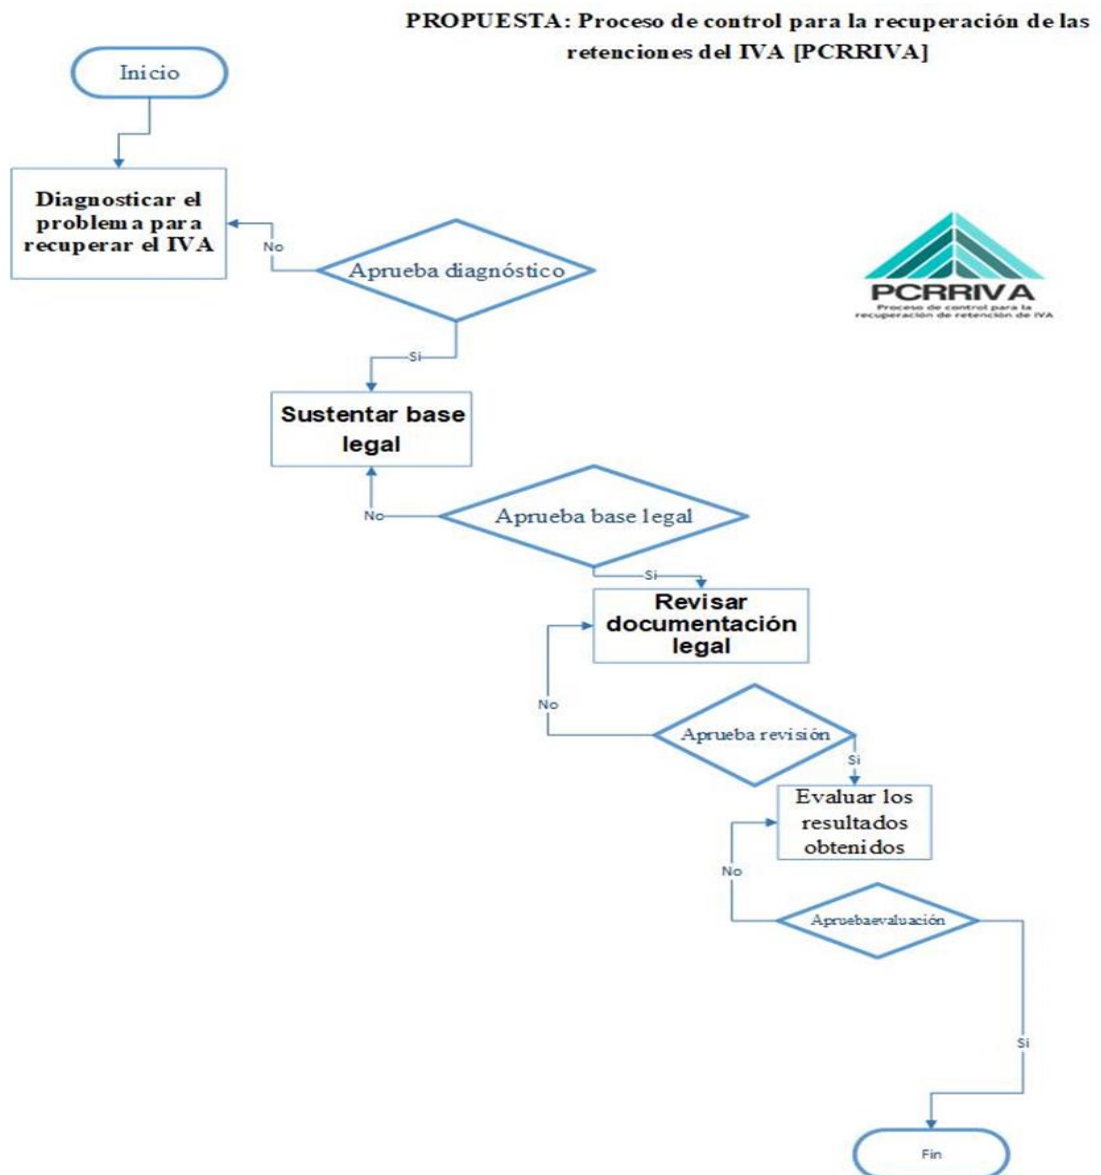 PROPUESTA: Proceso de control para la recuperación de las
retenciones del IVA [PCRRIVA]
Inicio
Diagnosticar el
problema para
recuperar el IVA
No
Aprueba diagnóstico
PCRRIVA
Proceso de control para la
recuperación de retención de IVA
Si
Sustentar base
legal
No
Aprueba base legal
Si
Revisar
documentación
legal
No
Aprueba revisión
Si
Evaluar los
resultados
obtenidos
No
Apruebaevaluación
Si
Fin